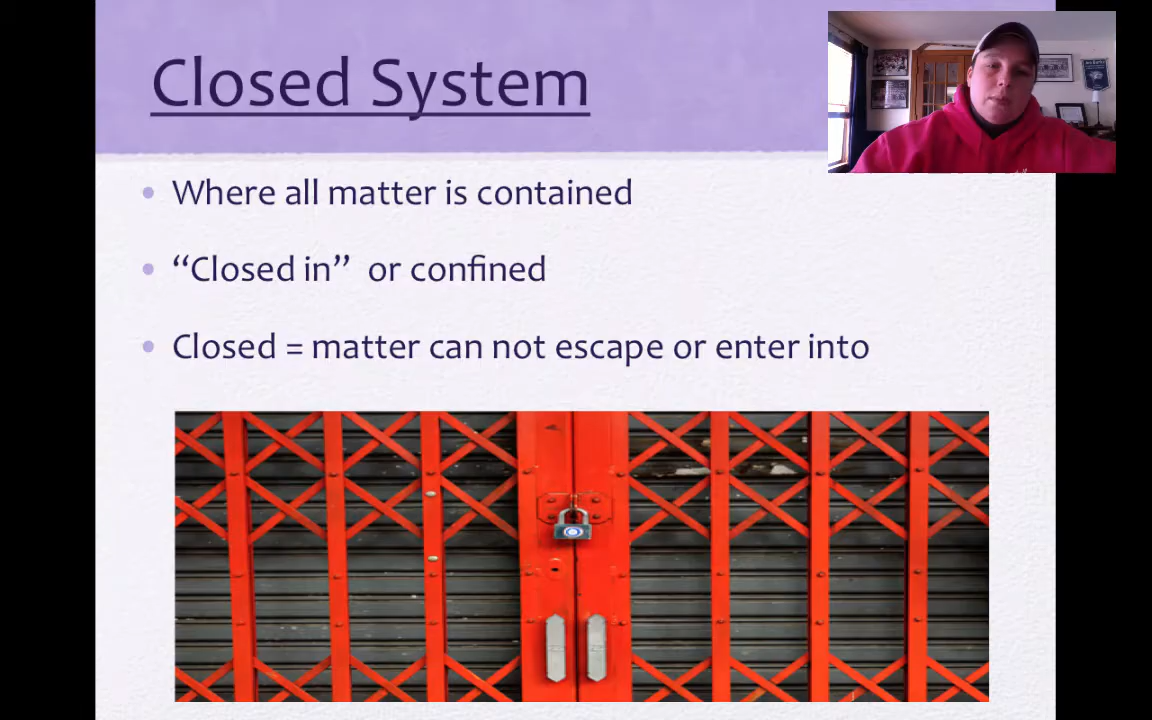 Closed System
• Where all matter is contained
• “Closed in”  or confined
• Closed = matter can not escape or enter into